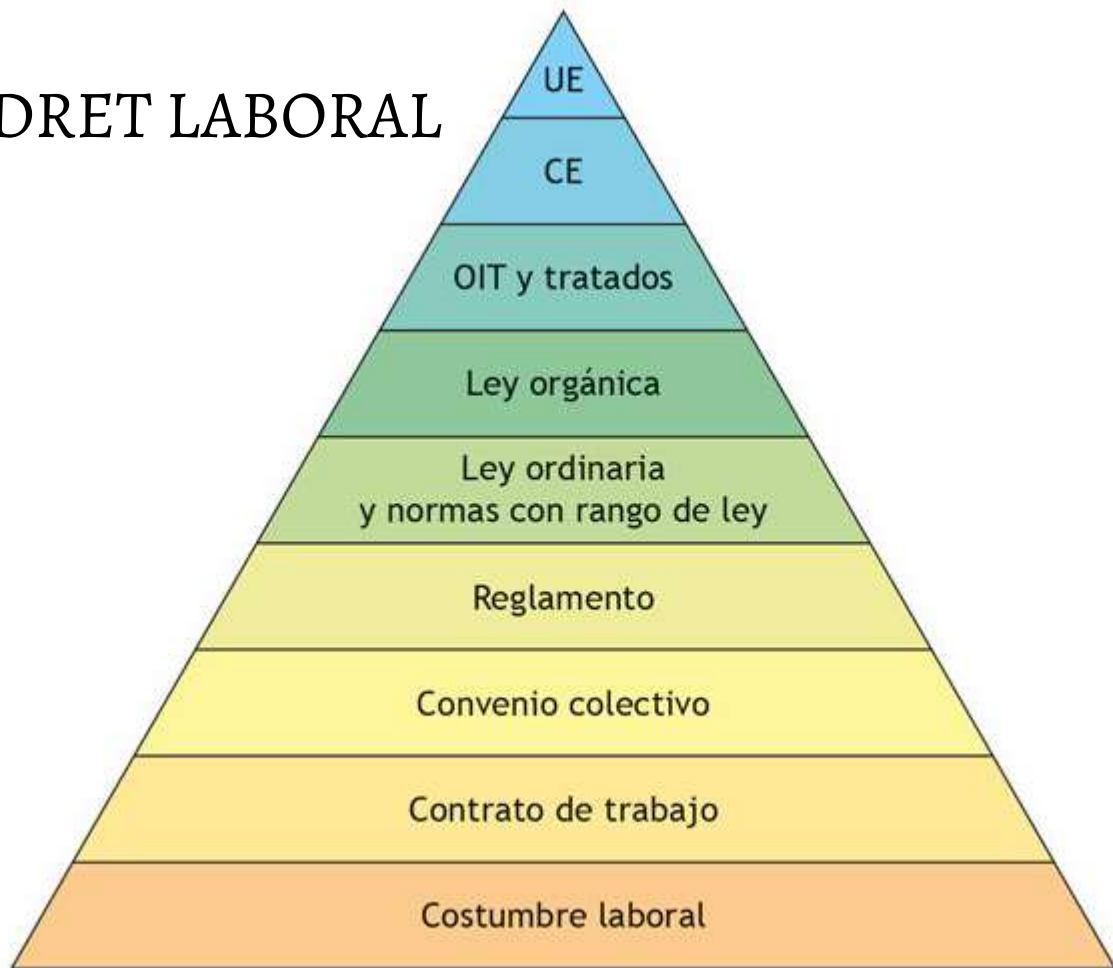 UE
DRET LABORAL
CE
OIT y tratados
Ley orgánica
Ley ordinaria
y normas con rango de ley
Reglamento
Convenio colectivo
Contrato de trabajo
Costumbre laboral